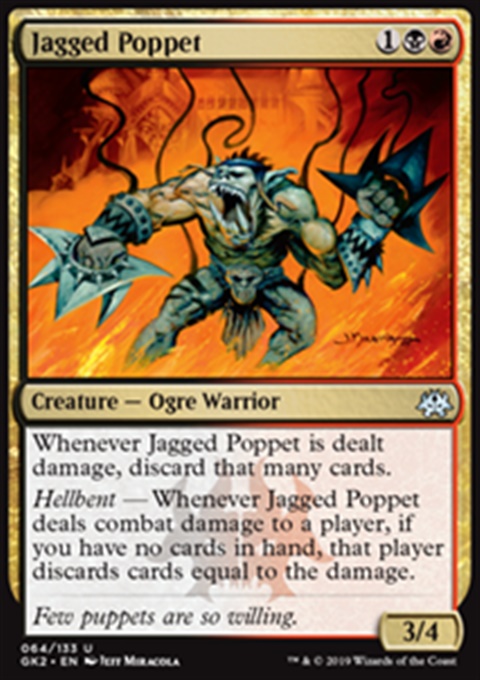 Jagged Poppet 1
Creature — Ogre Warrior
Whenever Jagged Poppet is dealt
damage, discard that many cards.
Hellbent — Whenever Jagged Poppet
deals combat damage to a player, if
you have no cards in hand, that player
discards cards equal to the damage.
Few puppets are so willing.
3/4
064/133 U
GK2 • EN Jeff Miracola
™ & © 2019 Wizards of the Coast